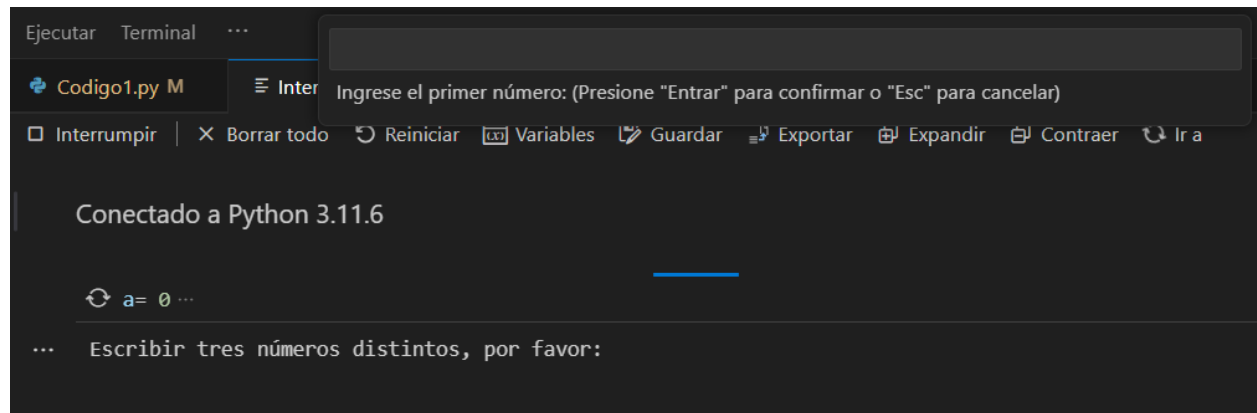 Ejecutar Terminal ...
Codigo1.py M Inter
Ingrese el primer número: (Presione "Entrar" para confirmar o "Esc" para cancelar)
Interrumpir | Borrar todo Reiniciar Variables Guardar Exportar Expandir Contraer Ir a
Conectado a Python 3.11.6
a= 0 ...
... Escribir tres números distintos, por favor: